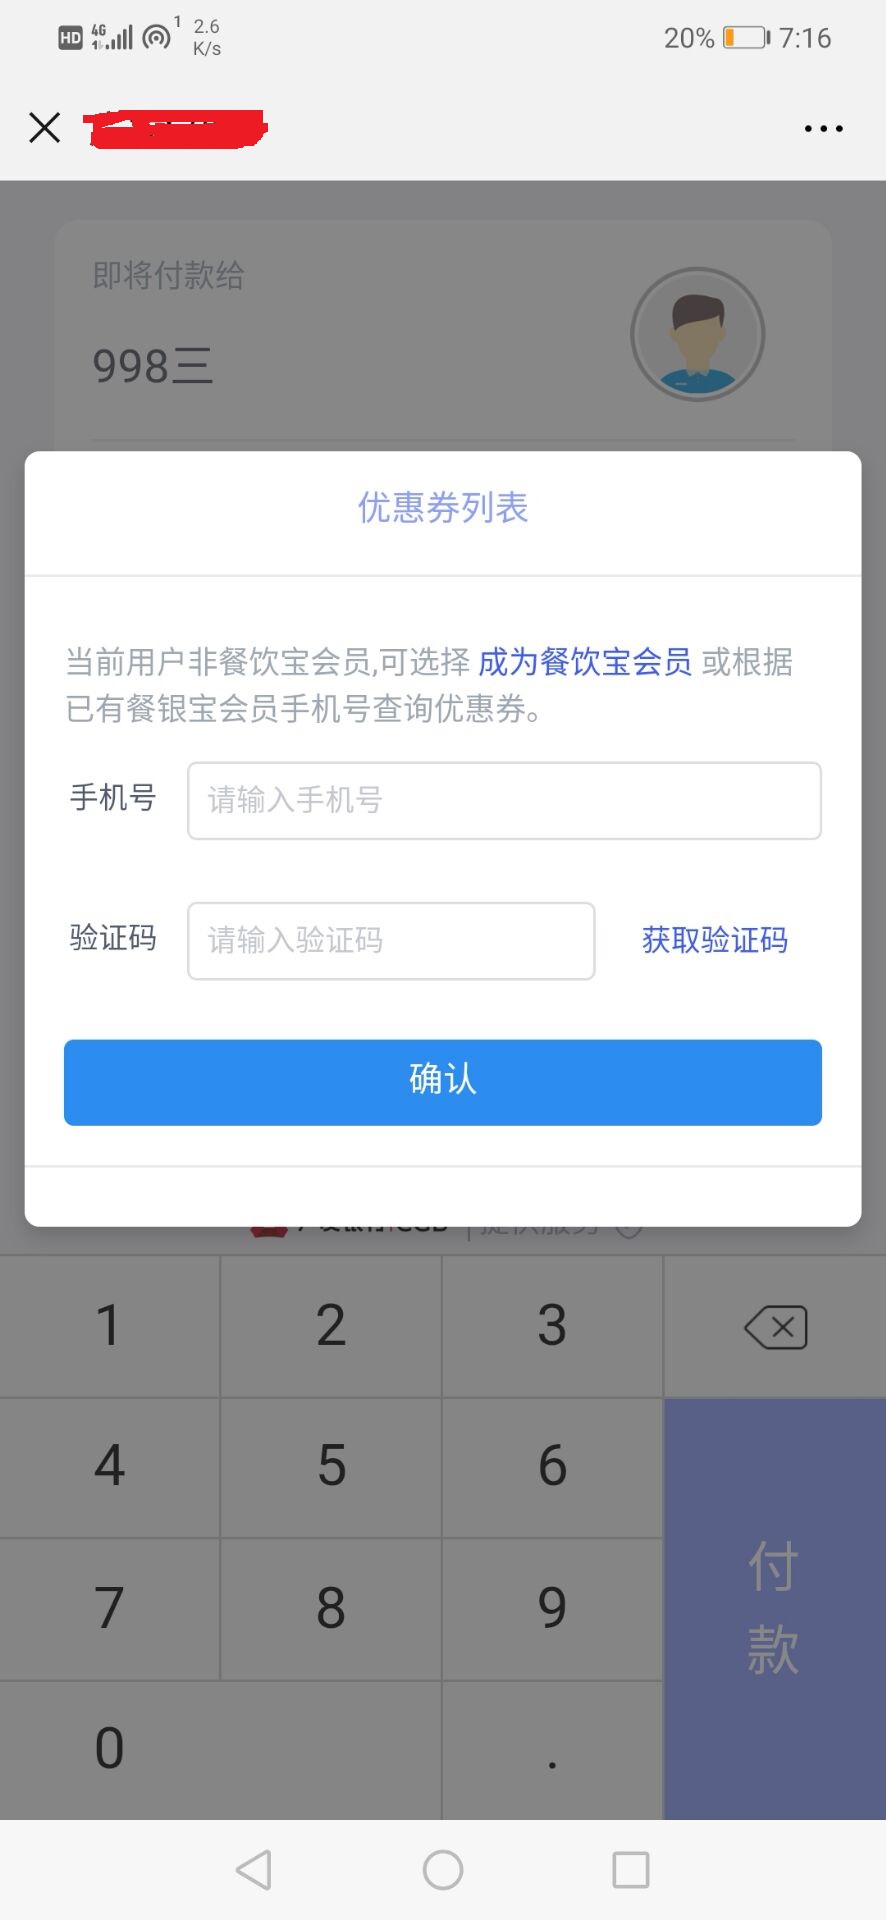 HD 4G 1 2.6
K/s
20% 7:16
即将付款给
998三
优惠券列表
当前用户非餐饮宝会员,可选择 成为餐饮宝会员 或根据
已有餐银宝会员手机号查询优惠券。
手机号 请输入手机号
验证码 请输入验证码 获取验证码
确认
1 2 3
4 5 6
付
7 8 9
款
0 .